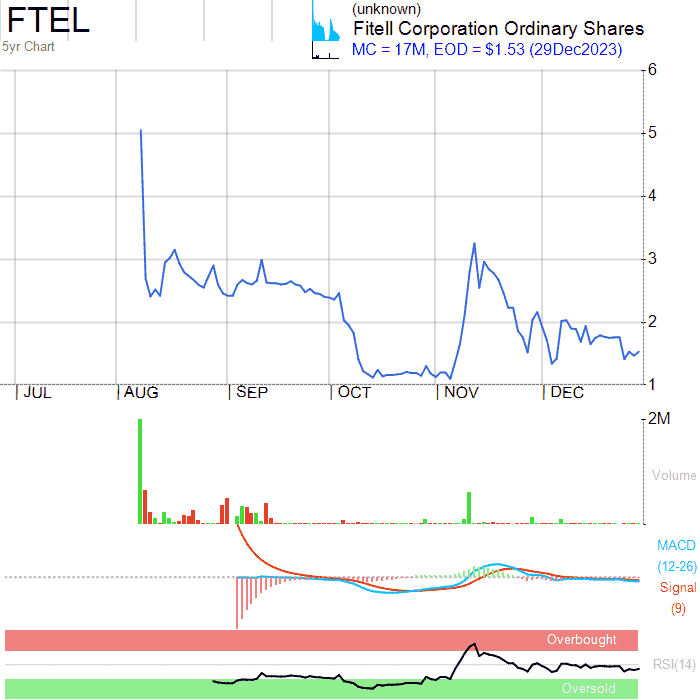 FTEL
5yr Chart
(unknown)
Fitell Corporation Ordinary Shares
MC = 17M, EOD = $1.53 (29Dec2023)
6
5
4
3
2
1
JUL AUG SEP OCT NOV DEC
2M
Volume
MACD
(12-26)
Signal
(9)
Overbought
RSI(14)
Oversold